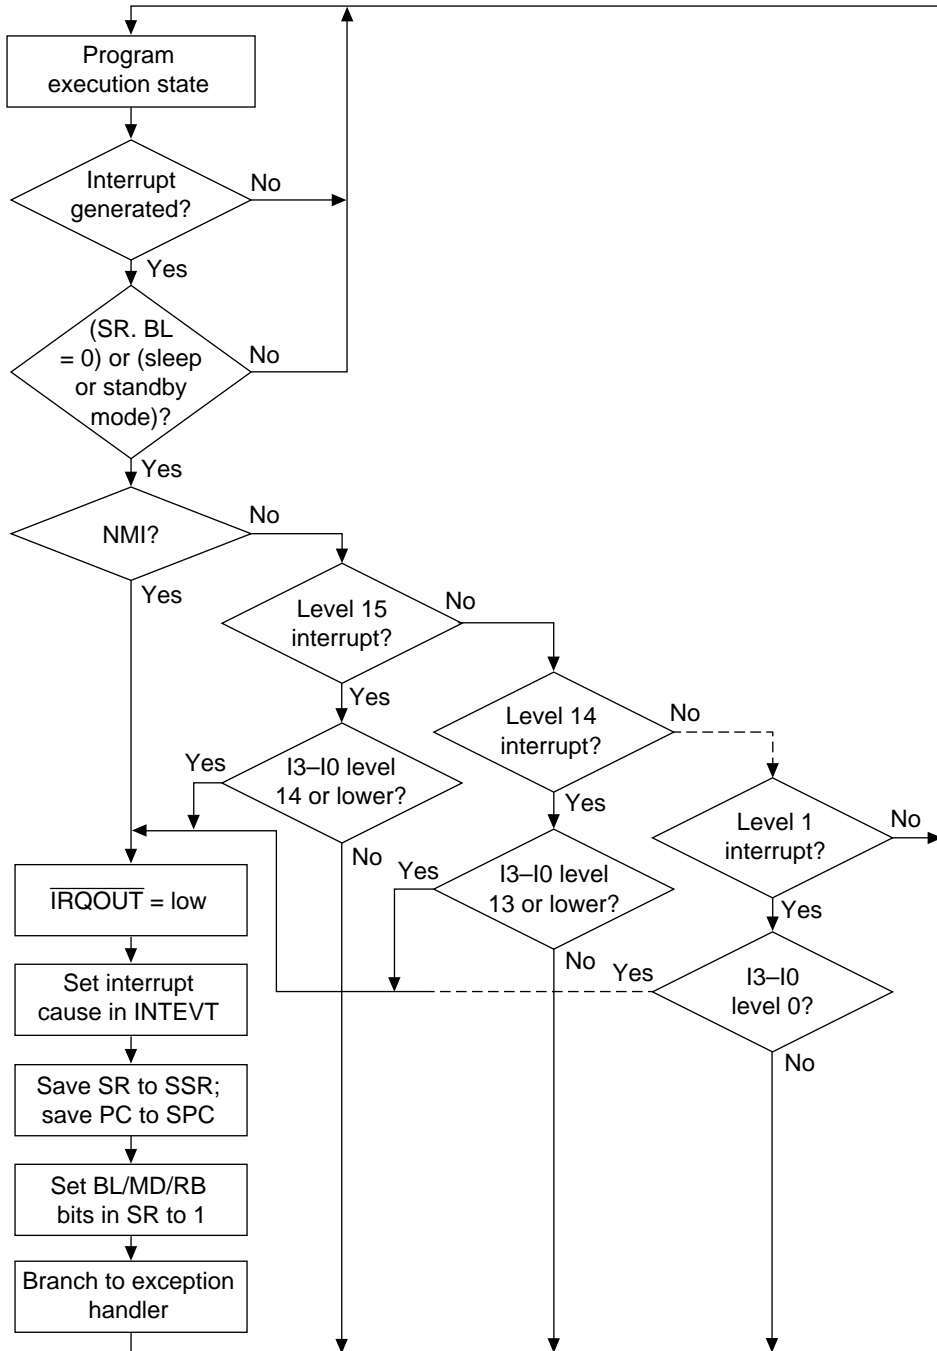 Program
execution state
Interrupt
generated?
No
Yes
(SR. BL
= 0) or (sleep
or standby
mode)?
No
Yes
NMI?
No
Yes
Level 15
interrupt?
No
Yes
Level 14
interrupt?
No
Yes
I3–I0 level
14 or lower?
Yes
No
Level 1
interrupt?
No
Yes
I3–I0 level
13 or lower?
Yes
No
I3–I0
level 0?
Yes
No
IRQOUT = low
Set interrupt
cause in INTEVT
Save SR to SSR;
save PC to SPC
Set BL/MD/RB
bits in SR to 1
Branch to exception
handler